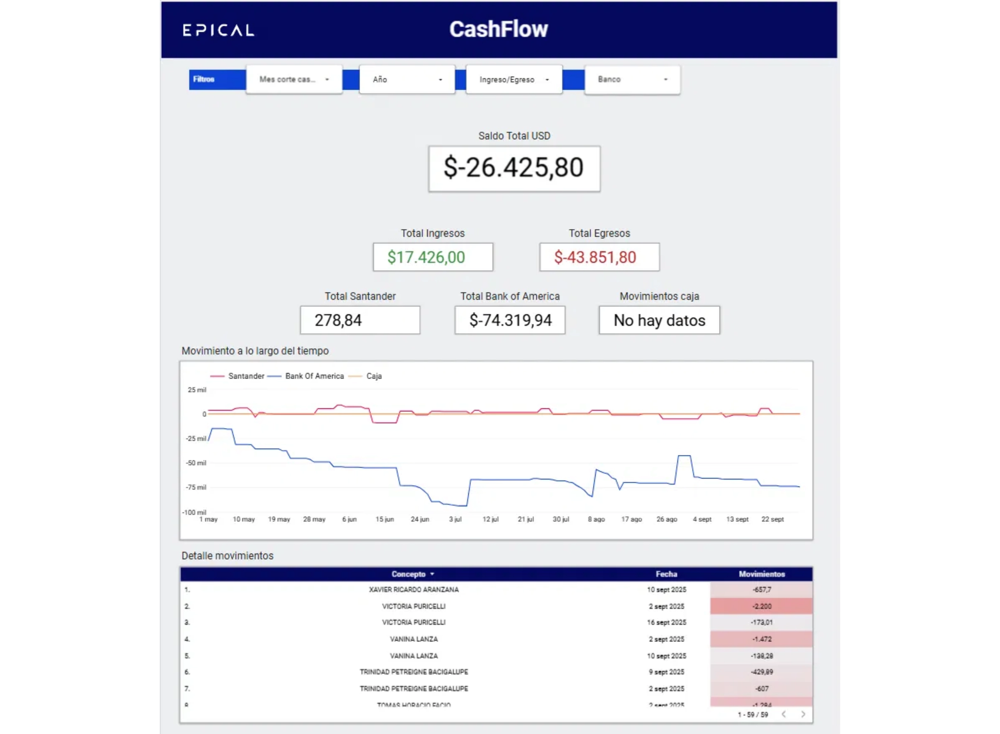 EPICAL
CashFlow
Filtros
Mes corte cas...
Año
Ingreso/Egreso
Banco
Saldo Total USD
$-26.425,80
Total Ingresos
Total Egresos
$17.426,00
$-43.851,80
Total Santander
Total Bank of America
Movimientos caja
278,84
$-74.319,94
No hay datos
Movimiento a lo largo del tiempo
Santander Bank Of America Caja
25 mil
0
-25 mil
-50 mil
-75 mil
-100 mil
1 may 10 may 19 may 28 may 6 jun 15 jun 24 jun 3 jul 12 jul 21 jul 30 jul 8 ago 17 ago 26 ago 4 sept 13 sept 22 sept
Detalle movimientos
Concepto Fecha Movimientos
1. XAVIER RICARDO ARANZANA 10 sept 2025 -657,7
2. VICTORIA PURICELLI 2 sept 2025 -2.200
3. VICTORIA PURICELLI 16 sept 2025 -173,01
4. VANINA LANZA 2 sept 2025 -1.472
5. VANINA LANZA 10 sept 2025 -138,28
6. TRINIDAD PETREIGNE BACIGALUPE 9 sept 2025 -429,89
7. TRINIDAD PETREIGNE BACIGALUPE 2 sept 2025 -607
8. TOMAS HORACIO FACIO 2 sept 2025 -1.284
1 - 59 / 59